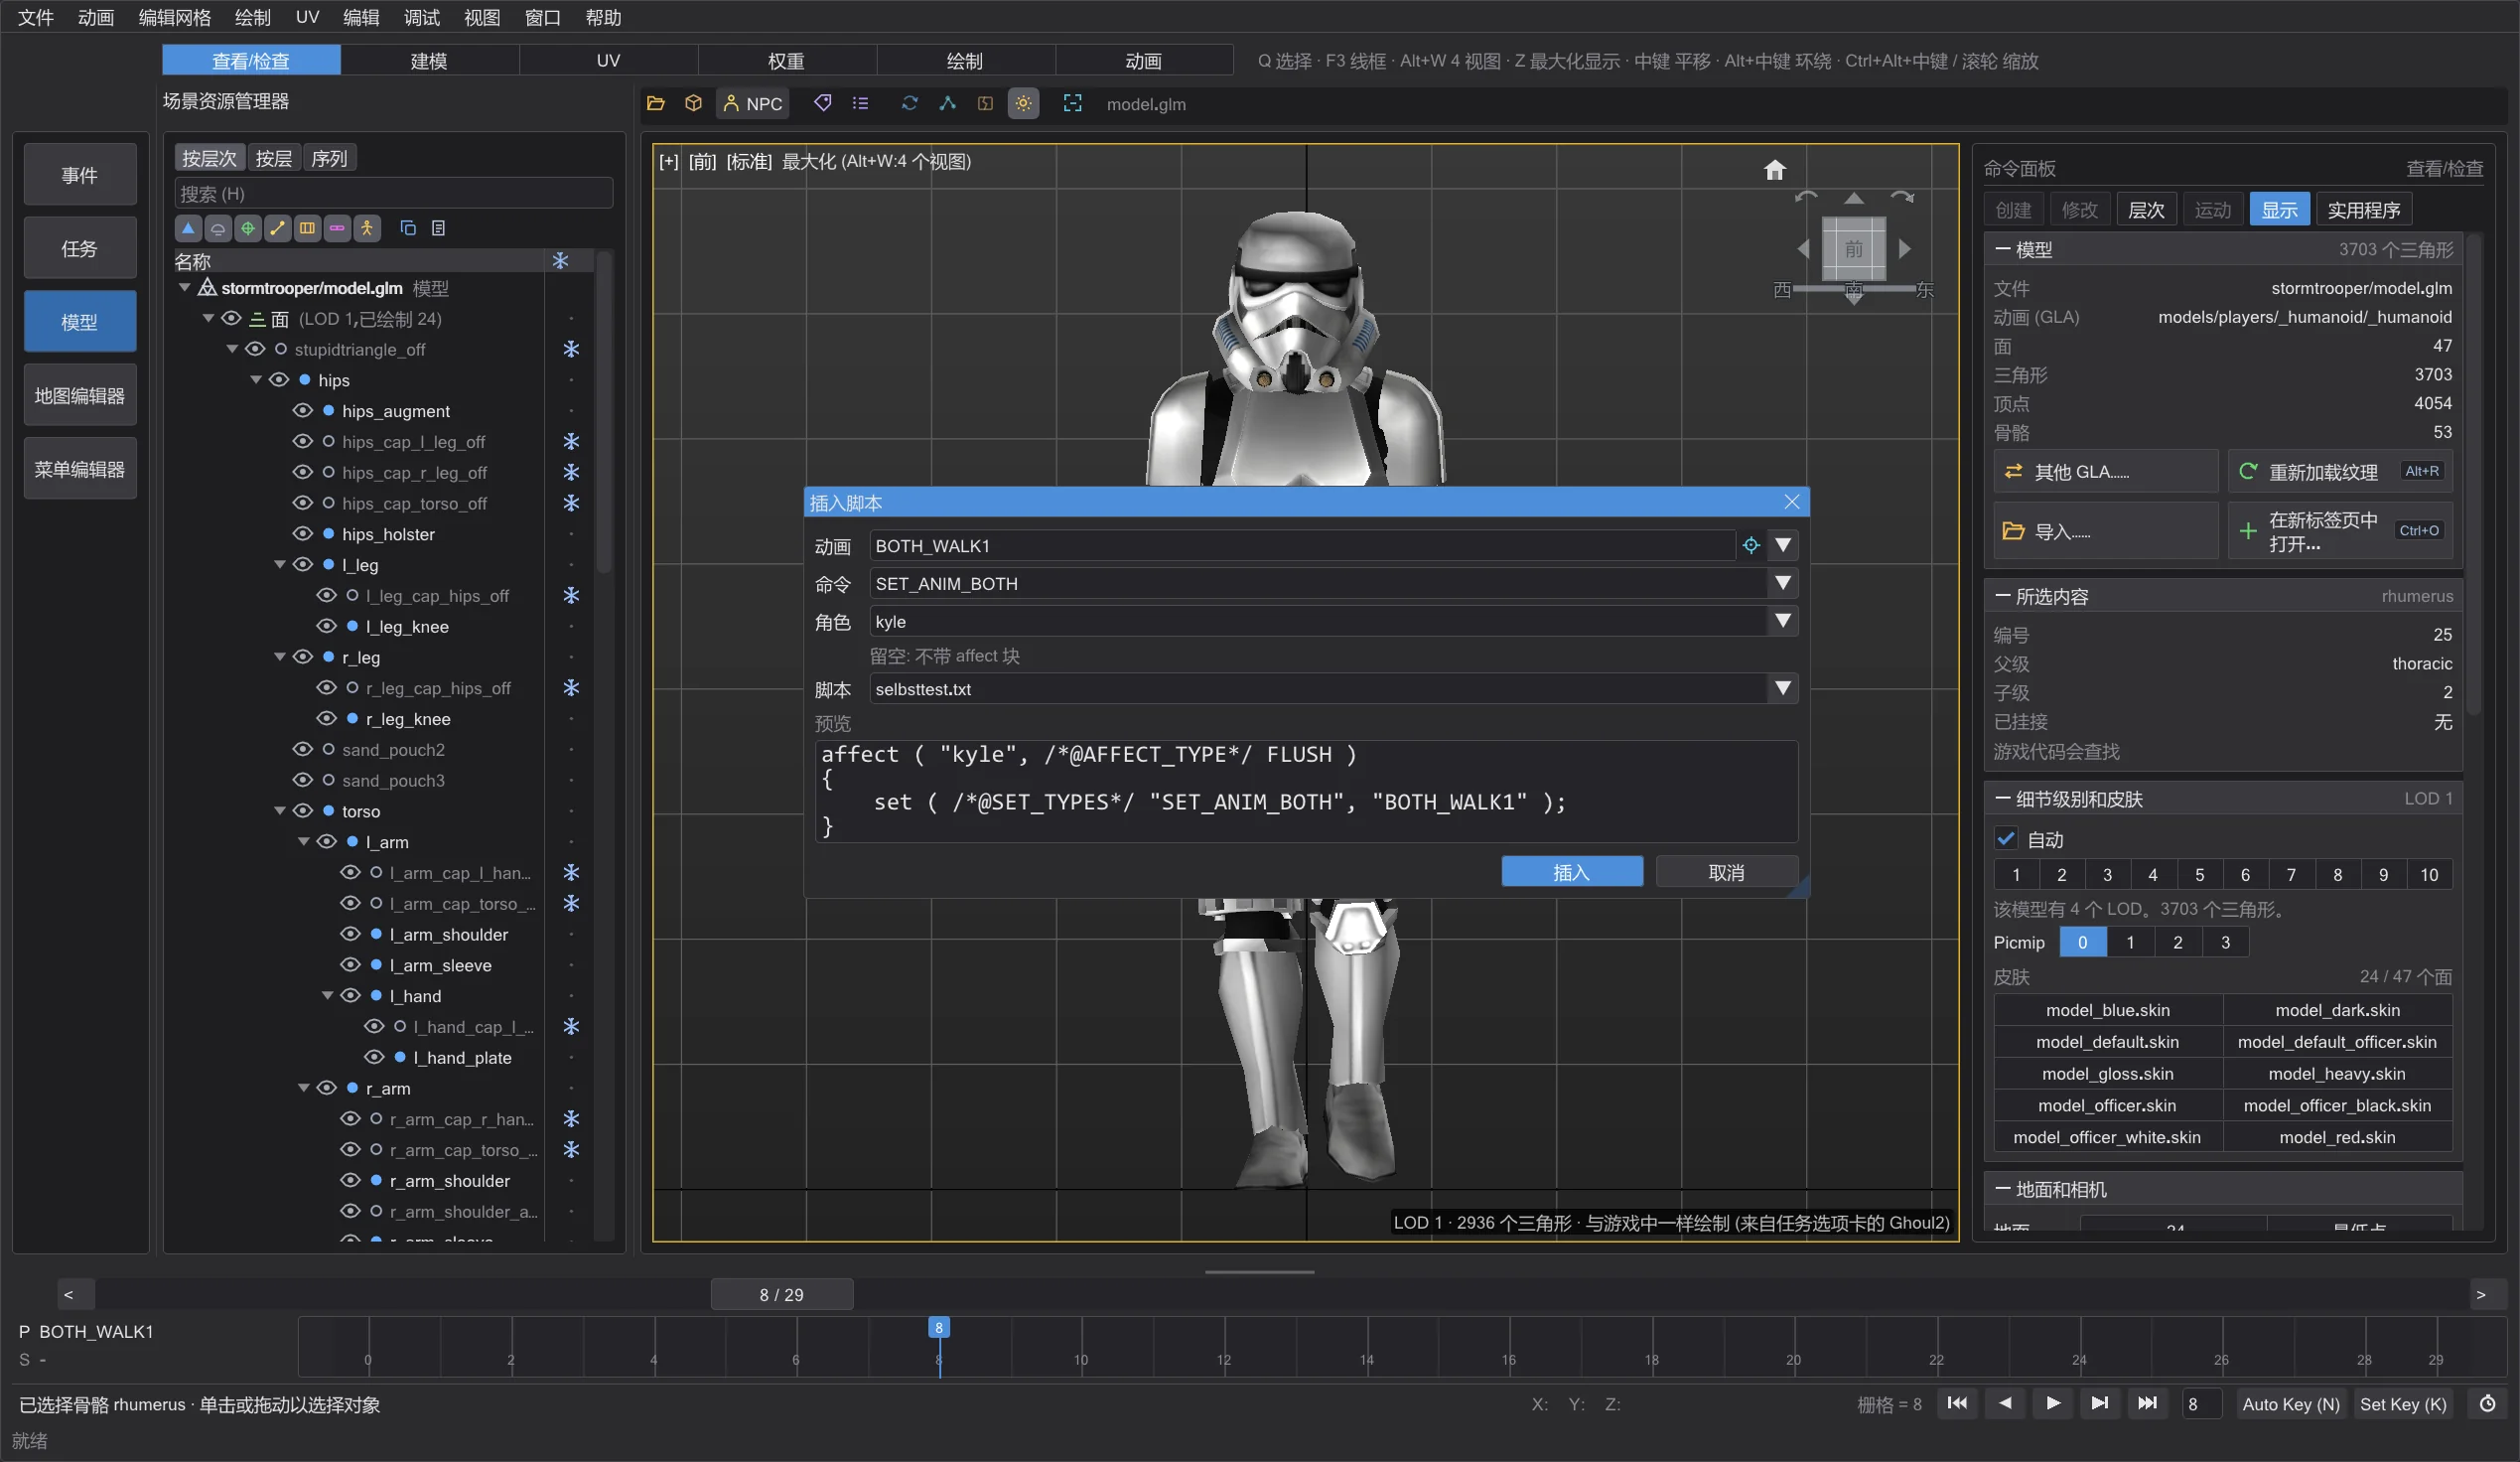 文件 动画 编辑网格 绘制 UV 编辑 调试 视图 窗口 帮助
查看/检查 建模 UV 权重 绘制 动画 Q 选择 · F3 线框 · Alt+W 4 视图 · Z 最大化显示 · 中键 平移 · Alt+中键 环绕 · Ctrl+Alt+中键 / 滚轮 缩放
场景资源管理器
NPC model.glm
事件
任务
模型
地图编辑器
菜单编辑器
按层次 按层 序列
搜索 (H)
名称
stormtrooper/model.glm 模型
面 (LOD 1,已绘制 24)
stupidtriangle_off
hips
hips_augment
hips_cap_l_leg_off
hips_cap_r_leg_off
hips_cap_torso_off
hips_holster
l_leg
l_leg_cap_hips_off
l_leg_knee
r_leg
r_leg_cap_hips_off
r_leg_knee
sand_pouch2
sand_pouch3
torso
l_arm
l_arm_cap_l_han...
l_arm_cap_torso_...
l_arm_shoulder
l_arm_sleeve
l_hand
l_hand_cap_l_...
l_hand_plate
r_arm
r_arm_cap_r_han...
r_arm_cap_torso_...
r_arm_shoulder
r_arm_shoulder_a...
r_arm_sleeve
[+] [前] [标准] 最大化 (Alt+W:4 个视图)
前
西 南 东
插入脚本
动画 BOTH_WALK1
命令 SET_ANIM_BOTH
角色 kyle
留空: 不带 affect 块
脚本 selbsttest.txt
预览
affect ( "kyle", /*@AFFECT_TYPE*/ FLUSH )
{
set ( /*@SET_TYPES*/ "SET_ANIM_BOTH", "BOTH_WALK1" );
}
插入 取消
LOD 1 · 2936 个三角形 · 与游戏中一样绘制 (来自任务选项卡的 Ghoul2)
命令面板 查看/检查
创建 修改 层次 运动 显示 实用程序
模型 3703 个三角形
文件 stormtrooper/model.glm
动画 (GLA) models/players/_humanoid/_humanoid
面 47
三角形 3703
顶点 4054
骨骼 53
其他 GLA...... 重新加载纹理 Alt+R
导入...... 在新标签页中打开... Ctrl+O
所选内容 rhumerus
编号 25
父级 thoracic
子级 2
已挂接 无
游戏代码会查找
细节级别和皮肤 LOD 1
自动
1 2 3 4 5 6 7 8 9 10
该模型有 4 个 LOD。3703 个三角形。
Picmip 0 1 2 3
皮肤 24 / 47 个面
model_blue.skin model_dark.skin
model_default.skin model_default_officer.skin
model_gloss.skin model_heavy.skin
model_officer.skin model_officer_black.skin
model_officer_white.skin model_red.skin
地面和相机
地面 24 最低点
< 8 / 29 >
P BOTH_WALK1
S -
8
0 2 4 6 8 10 12 14 16 18 20 22 24 26 28 29
已选择骨骼 rhumerus · 单击或拖动以选择对象 X: Y: Z: 栅格 = 8 8 Auto Key (N) Set Key (K)
就绪